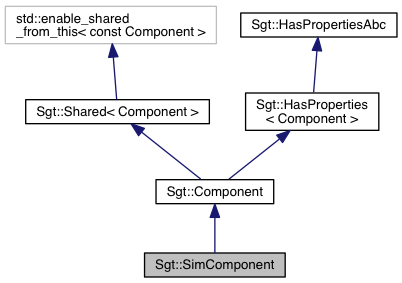 std::enable_shared
_from_this< const Component >
Sgt::HasPropertiesAbc
Sgt::Shared< Component >
Sgt::HasProperties
< Component >
Sgt::Component
Sgt::SimComponent